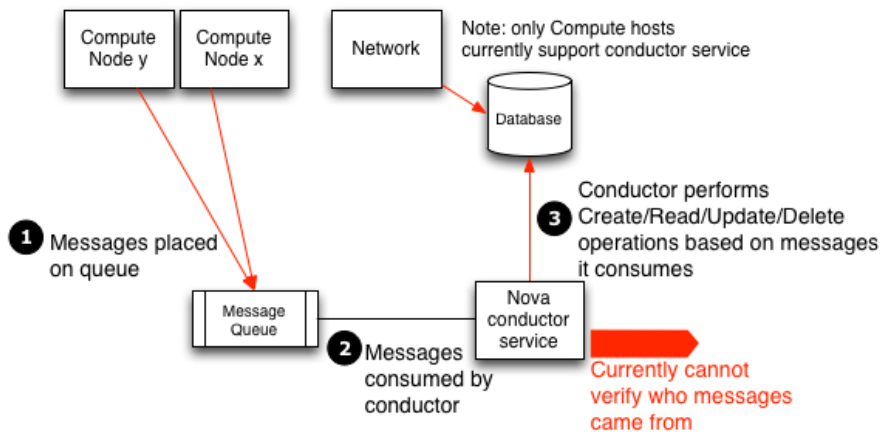 Compute
Node y
Compute
Node x
Network
Note: only Compute hosts
currently support conductor service
Database
1
Messages placed
on queue
3
Conductor performs
Create/Read/Update/Delete
operations based on messages
it consumes
Message
Queue
2
Messages
consumed by
conductor
Nova
conductor
service
Currently cannot
verify who messages
came from